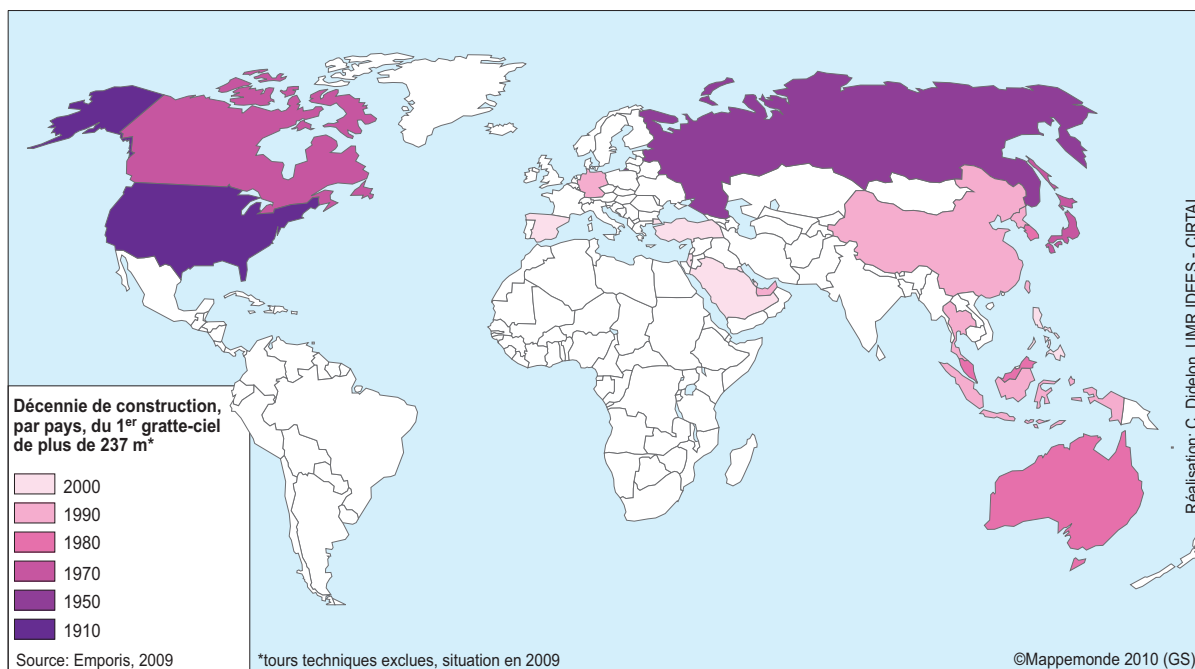 Décennie de construction,
par pays, du 1er gratte-ciel
de plus de 237 m*
2000
1990
1980
1970
1950
1910
Source: Emporis, 2009
*tours techniques exclues, situation en 2009
©Mappemonde 2010 (GS)
Réalisation: C. Didelon, UMR IDEES - CIRTAI